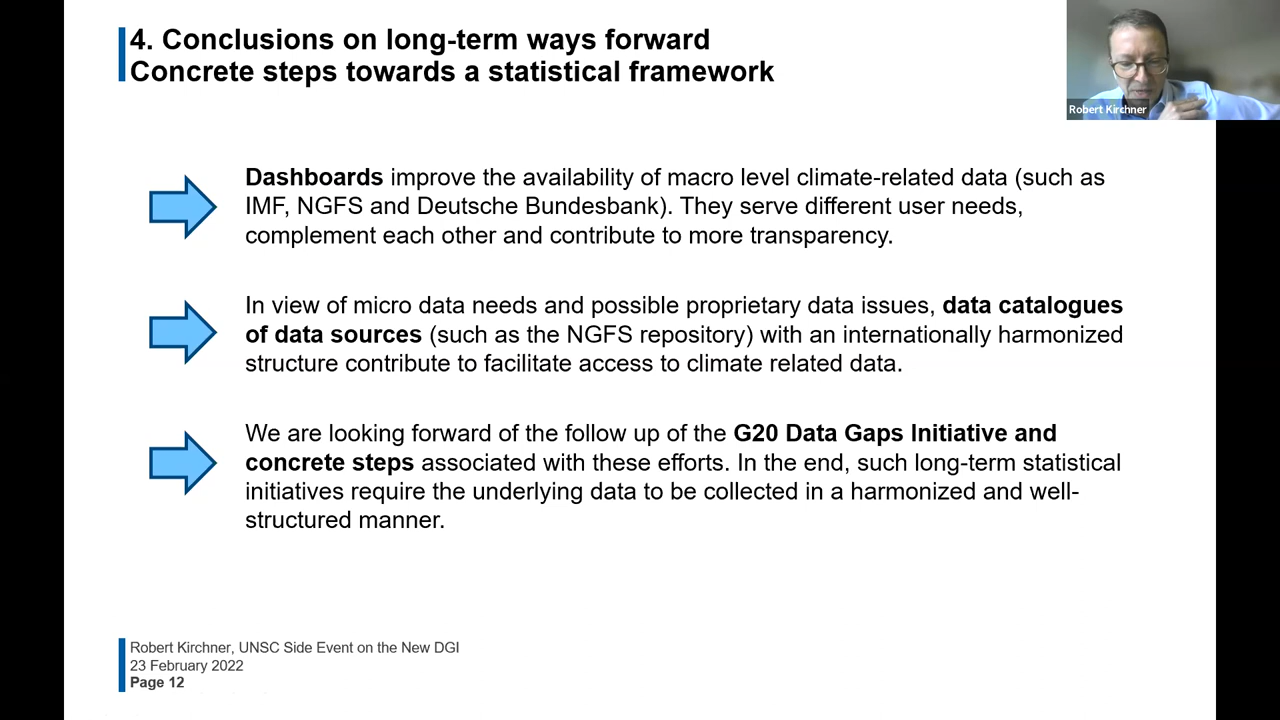 4. Conclusions on long-term ways forward
Concrete steps towards a statistical framework
Robert Kirchner
Dashboards improve the availability of macro level climate-related data (such as
IMF, NGFS and Deutsche Bundesbank). They serve different user needs,
complement each other and contribute to more transparency.
In view of micro data needs and possible proprietary data issues, data catalogues
of data sources (such as the NGFS repository) with an internationally harmonized
structure contribute to facilitate access to climate related data.
We are looking forward of the follow up of the G20 Data Gaps Initiative and
concrete steps associated with these efforts. In the end, such long-term statistical
initiatives require the underlying data to be collected in a harmonized and well-
structured manner.
Robert Kirchner, UNSC Side Event on the New DGI
23 February 2022
Page 12